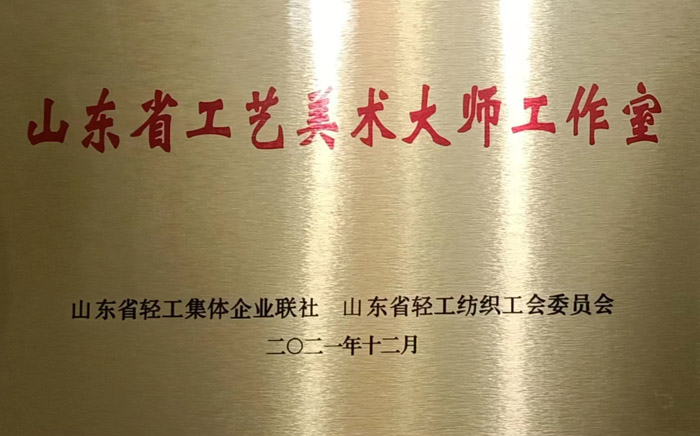 山东省工艺美术大师工作室
山东省轻工集体企业联社 山东省轻工纺织工会委员会
二〇二一年十二月